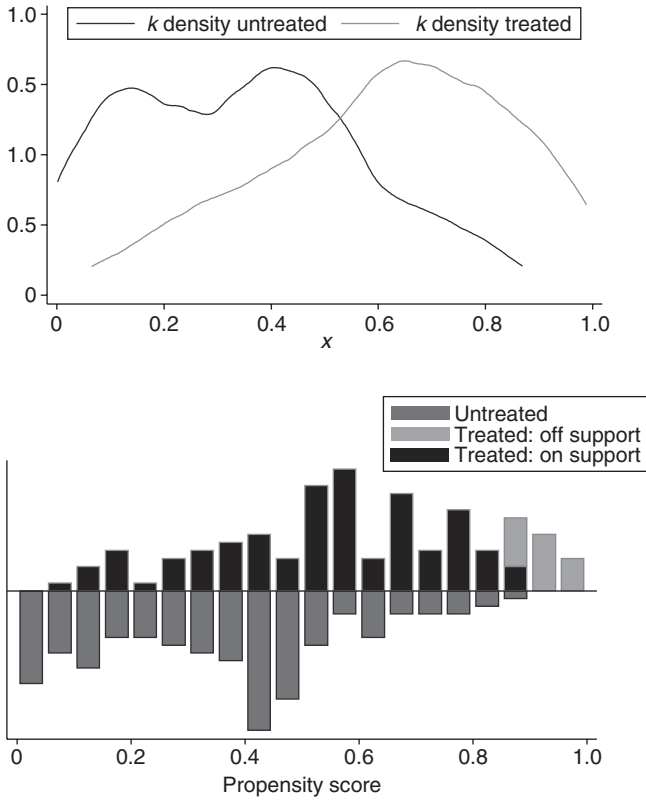 k density untreated
k density treated
1.0
0.5
1.0
0.5
0
0 0.2 0.4 0.6 0.8 1.0
x
Untreated
Treated: off support
Treated: on support
0 0.2 0.4 0.6 0.8 1.0
Propensity score